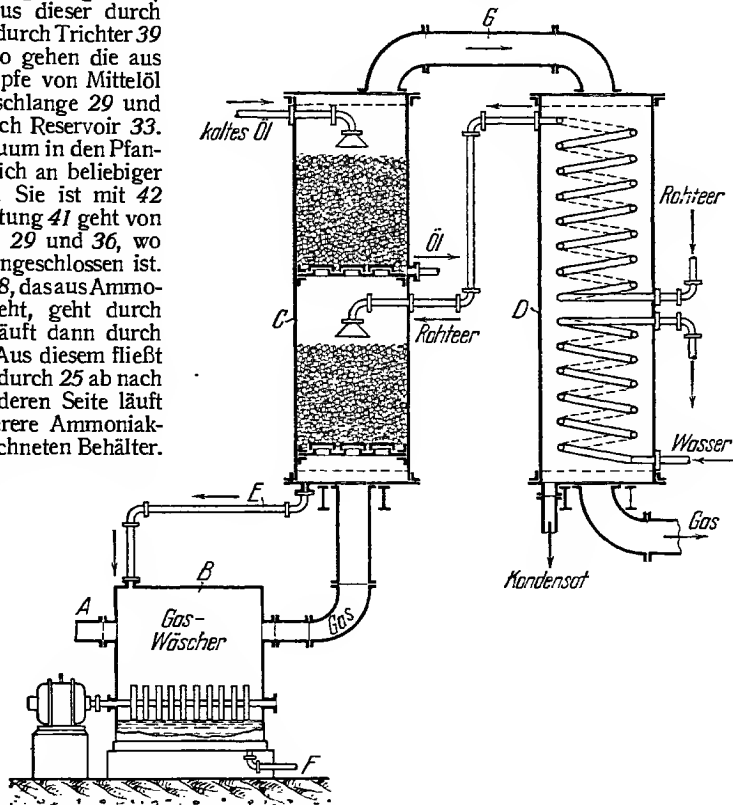 us dieser durch
durch Trichter 39
o gehen die aus
pfe von Mittelöl
schlange 29 und
ch Reservoir 33.
uum in den Pfan-
ich an beliebiger
Sie ist mit 42
tung 41 geht von
29 und 36, wo
ngeschlossen ist.
8, das aus Ammo-
eht, geht durch
äuft dann durch
Aus diesem fließt
durch 25 ab nach
deren Seite läuft
erere Ammoniak-
chneten Behälter.
G
kaltes Öl
Öl
Rohteer
C
Rohteer
D
Wasser
Gas
Kondensat
E
B
A
Gas-
Wäscher
Gas
F